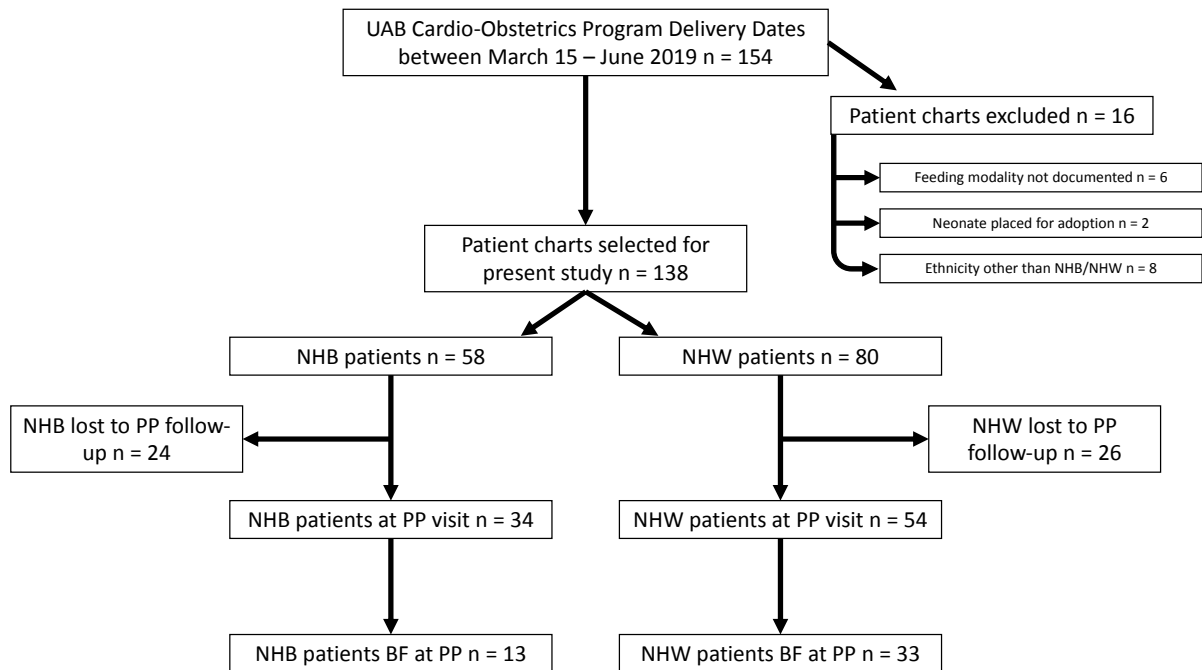 UAB Cardio-Obstetrics Program Delivery Dates
between March 15 – June 2019 n = 154
Patient charts excluded n = 16
Feeding modality not documented n = 6
Neonate placed for adoption n = 2
Ethnicity other than NHB/NHW n = 8
Patient charts selected for
present study n = 138
NHB patients n = 58
NHW patients n = 80
NHB lost to PP follow-
up n = 24
NHW lost to PP
follow-up n = 26
NHB patients at PP visit n = 34
NHW patients at PP visit n = 54
NHB patients BF at PP n = 13
NHW patients BF at PP n = 33